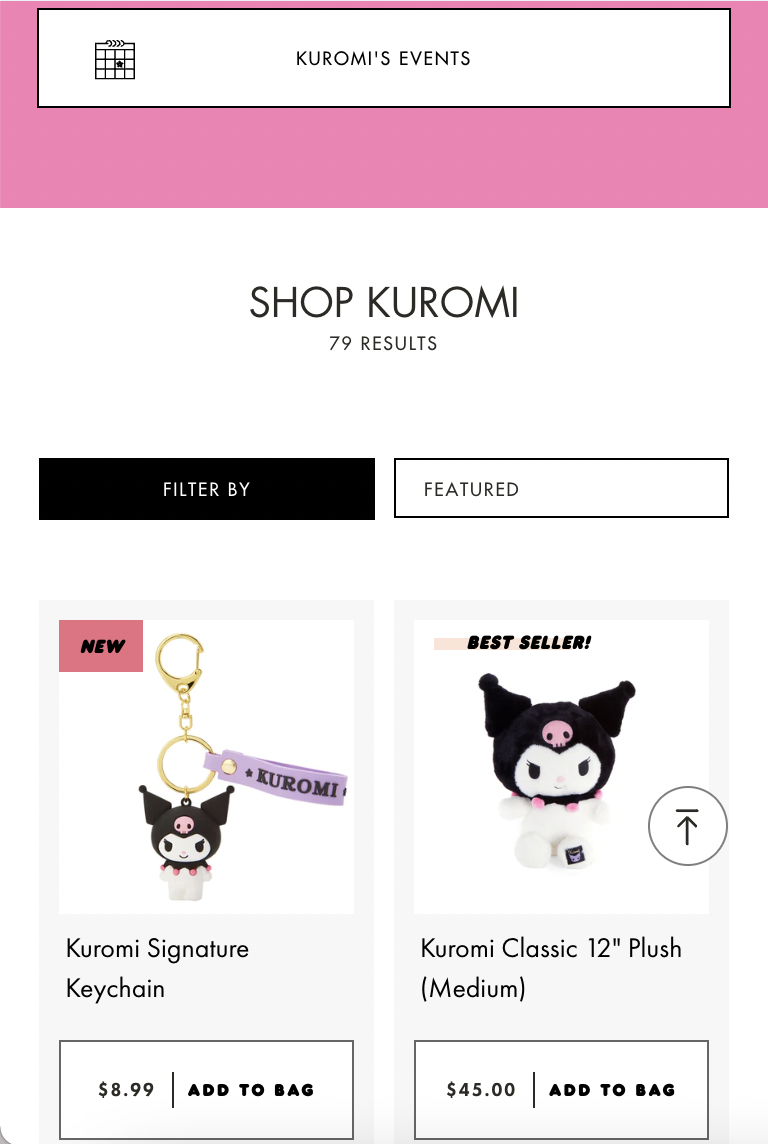 KUROMI'S EVENTS
SHOP KUROMI
79 RESULTS
FILTER BY
FEATURED
NEW
KUROMI
BEST SELLER!
Kuromi Signature
Keychain
Kuromi Classic 12" Plush
(Medium)
$8.99 | ADD TO BAG
$45.00 | ADD TO BAG